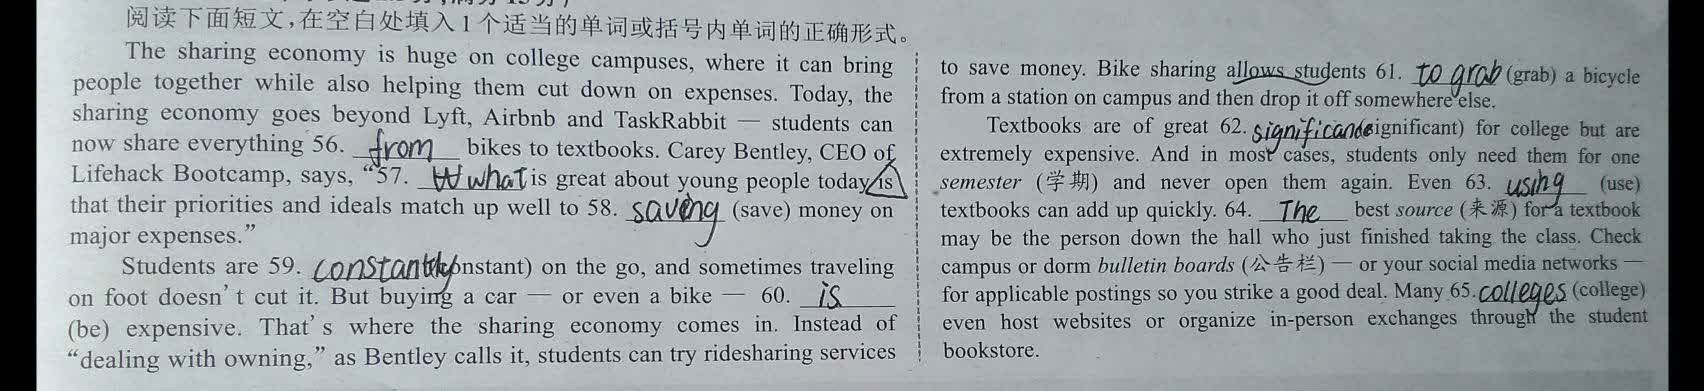 阅读下面短文,在空白处填入1个适当的单词或括号内单词的正确形式。
The sharing economy is huge on college campuses, where it can bring
people together while also helping them cut down on expenses. Today, the
sharing economy goes beyond Lyft, Airbnb and TaskRabbit — students can
now share everything 56. from bikes to textbooks. Carey Bentley, CEO of
Lifehack Bootcamp, says, “57. what is great about young people today is
that their priorities and ideals match up well to 58. saving (save) money on
major expenses.”
Students are 59. constantly (constant) on the go, and sometimes traveling
on foot doesn't cut it. But buying a car — or even a bike — 60. is
(be) expensive. That's where the sharing economy comes in. Instead of
“dealing with owning,” as Bentley calls it, students can try ridesharing services
to save money. Bike sharing allows students 61. to grab (grab) a bicycle
from a station on campus and then drop it off somewhere else.
Textbooks are of great 62. significance (significant) for college but are
extremely expensive. And in most cases, students only need them for one
semester (学期) and never open them again. Even 63. using (use)
textbooks can add up quickly. 64. The best source (来源) for a textbook
may be the person down the hall who just finished taking the class. Check
campus or dorm bulletin boards (公告栏) — or your social media networks —
for applicable postings so you strike a good deal. Many 65. colleges (college)
even host websites or organize in-person exchanges through the student
bookstore.